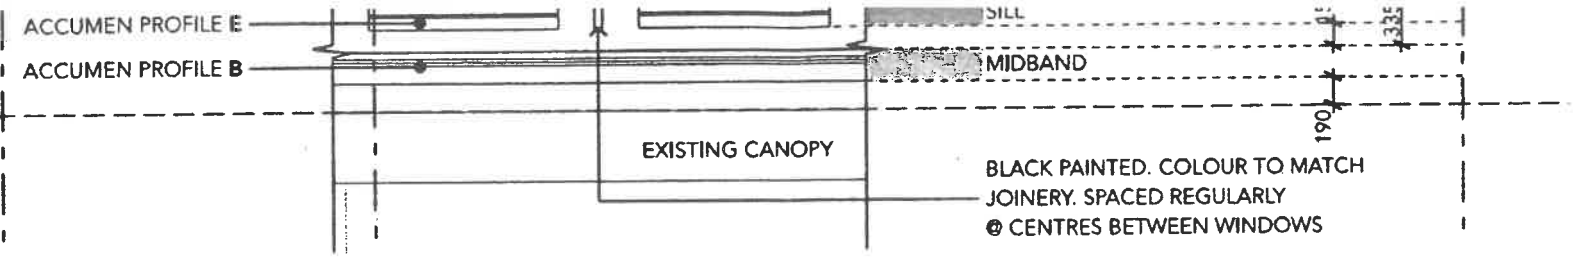 ACCUMEN PROFILE E
SILL
335
ACCUMEN PROFILE B
MIDBAND
190
EXISTING CANOPY
BLACK PAINTED. COLOUR TO MATCH
JOINERY. SPACED REGULARLY
@ CENTRES BETWEEN WINDOWS